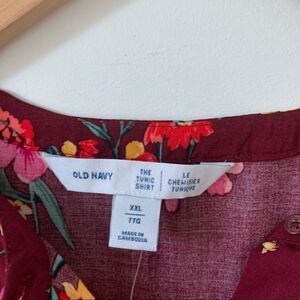 OLD NAVY
THE
TUNIC
SHIRT
LE
CHEMISIER
TUNIQUE
XXL
TTG
MADE IN
CAMBODIA